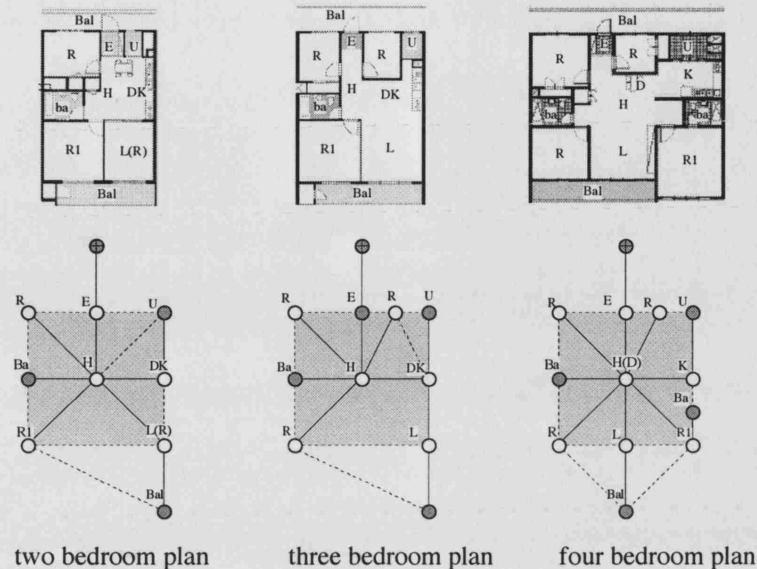 Bal Bal Bal
R E U R E R U R E R U
H DK H DK D K
ba ba ba H ba
R1 L(R) R1 L R L R1
Bal Bal Bal
R E U R E R U R E R U
Ba H DK Ba H DK Ba H(D) K
Ba
R1 L(R) R L R L R1
Bal Bal
two bedroom plan three bedroom plan four bedroom plan